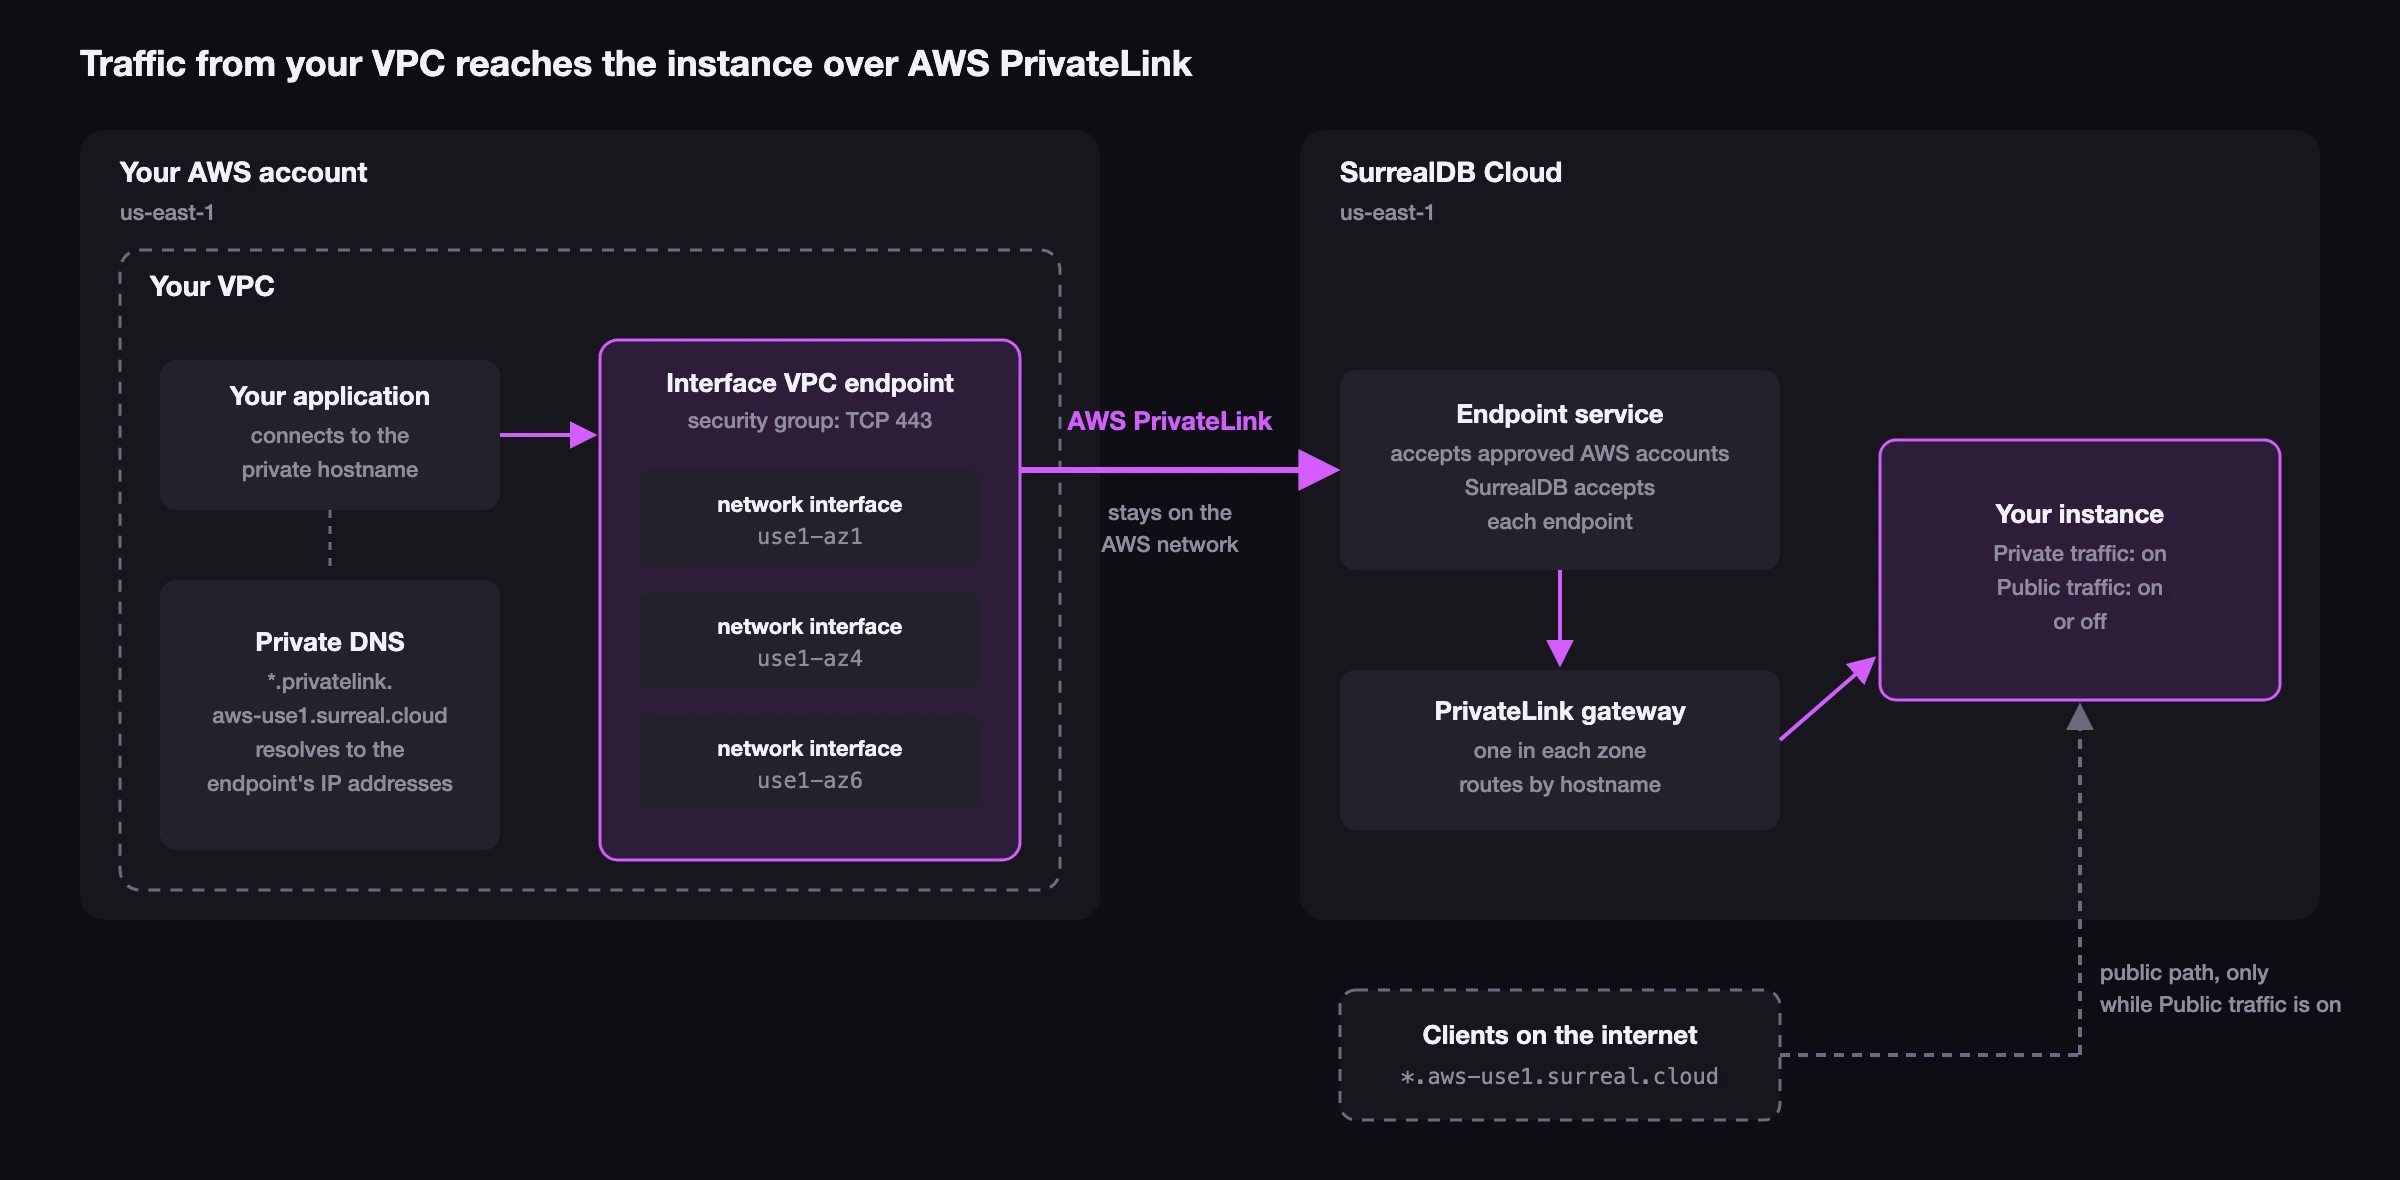 Traffic from your VPC reaches the instance over AWS PrivateLink
Your AWS account
us-east-1
Your VPC
Your application
connects to the
private hostname
Private DNS
*.privatelink.
aws-use1.surreal.cloud
resolves to the
endpoint's IP addresses
Interface VPC endpoint
security group: TCP 443
network interface
use1-az1
network interface
use1-az4
network interface
use1-az6
AWS PrivateLink
stays on the
AWS network
SurrealDB Cloud
us-east-1
Endpoint service
accepts approved AWS accounts
SurrealDB accepts
each endpoint
PrivateLink gateway
one in each zone
routes by hostname
Your instance
Private traffic: on
Public traffic: on
or off
public path, only
while Public traffic is on
Clients on the internet
*.aws-use1.surreal.cloud